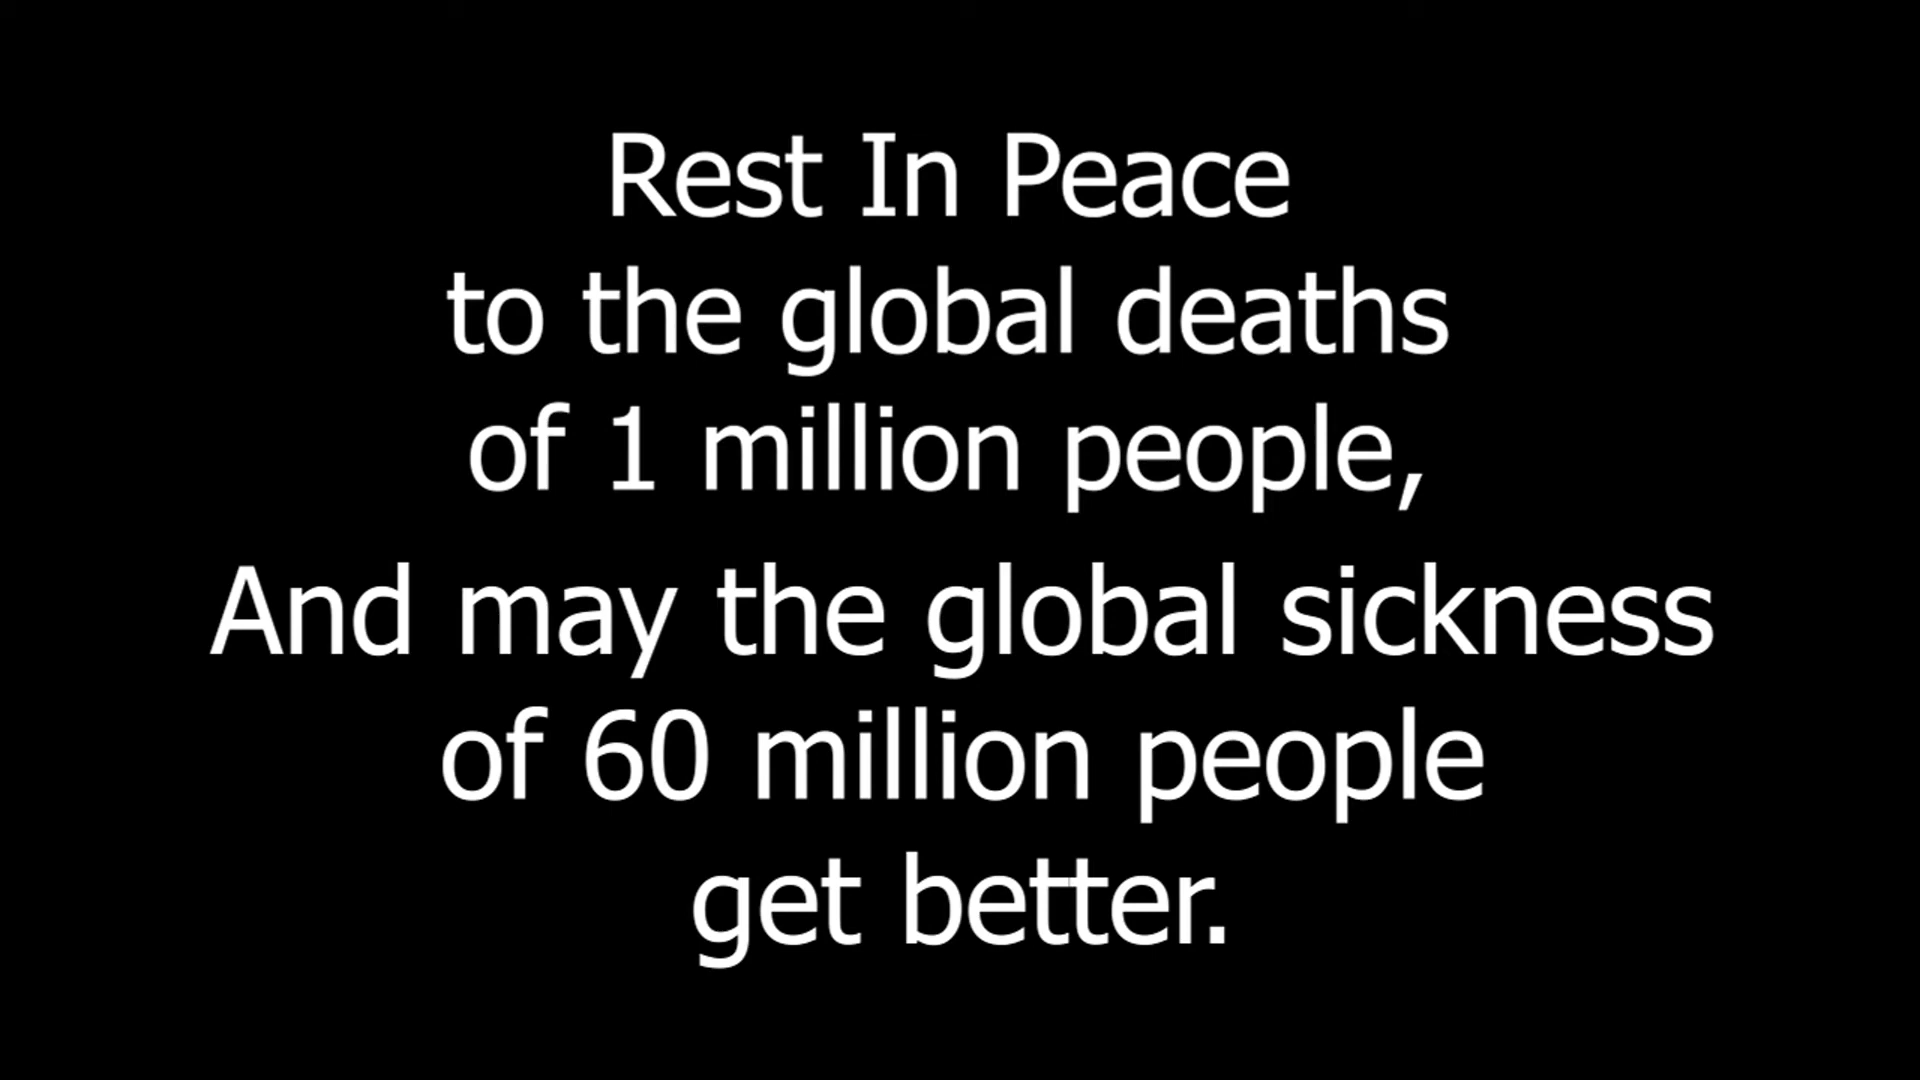 Rest In Peace
to the global deaths
of 1 million people,
And may the global sickness
of 60 million people
get better.